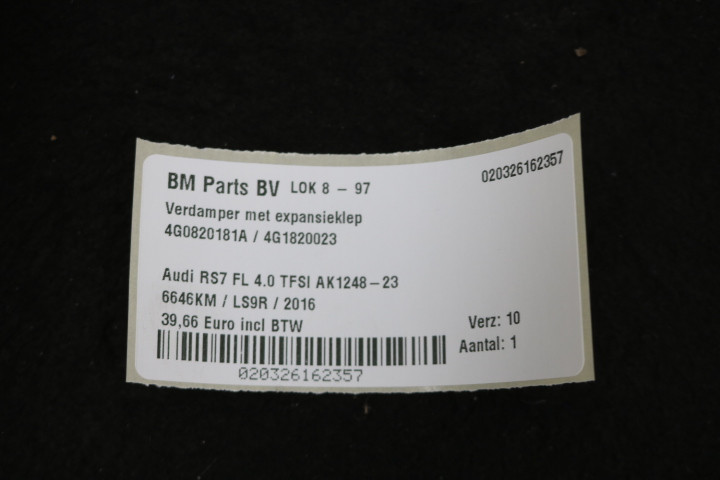 BM Parts BV LOK 8 - 97 020326162357
Verdamper met expansieklep
4G0820181A / 4G1820023
Audi RS7 FL 4.0 TFSI AK1248-23
6646KM / LS9R / 2016
39,66 Euro incl BTW Verz: 10
Aantal: 1
020326162357